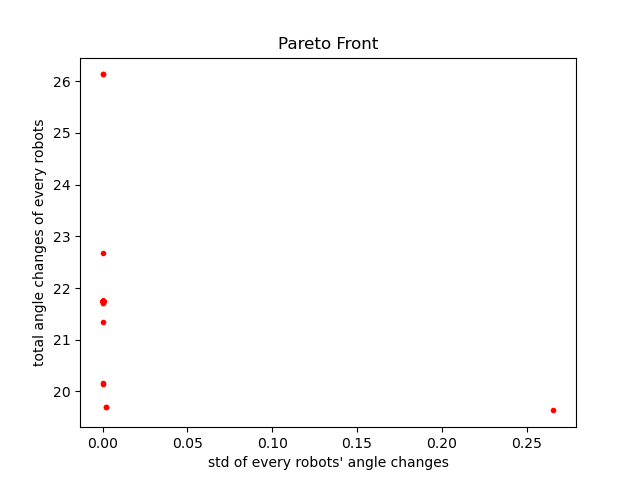 Pareto Front
total angle changes of every robots
26
25
24
23
22
21
20
0.00 0.05 0.10 0.15 0.20 0.25
std of every robots' angle changes